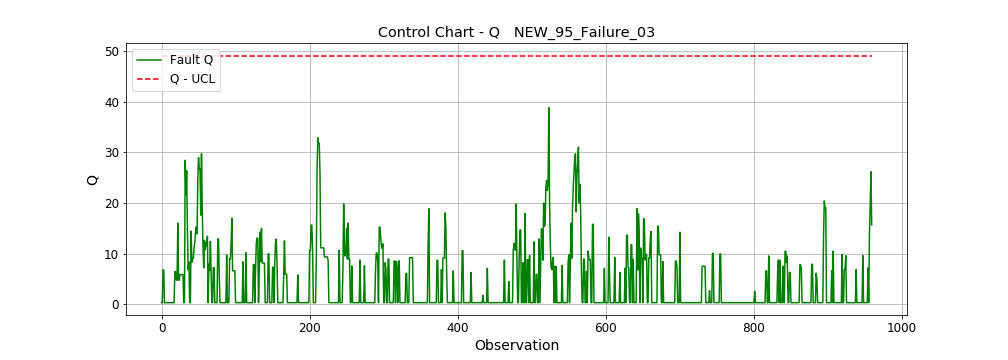 Control Chart - Q   NEW_95_Failure_03
Fault Q
Q - UCL
Q
50
40
30
20
10
0
0 200 400 600 800 1000
Observation